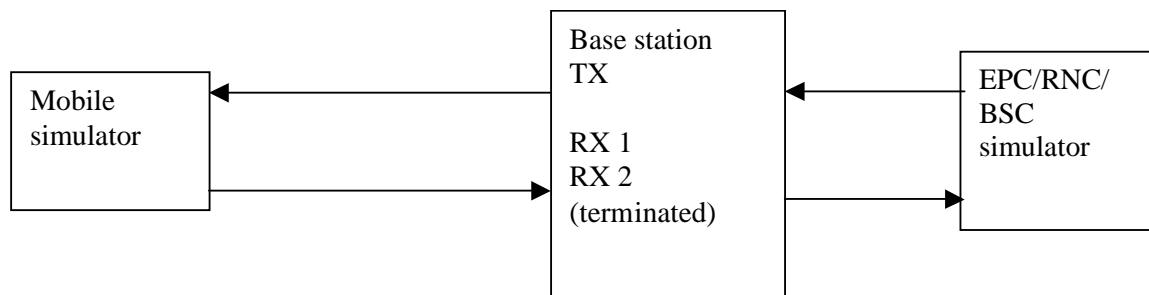 Mobile
simulator
Base station
TX
RX 1
RX 2
(terminated)
EPC/RNC/
BSC
simulator